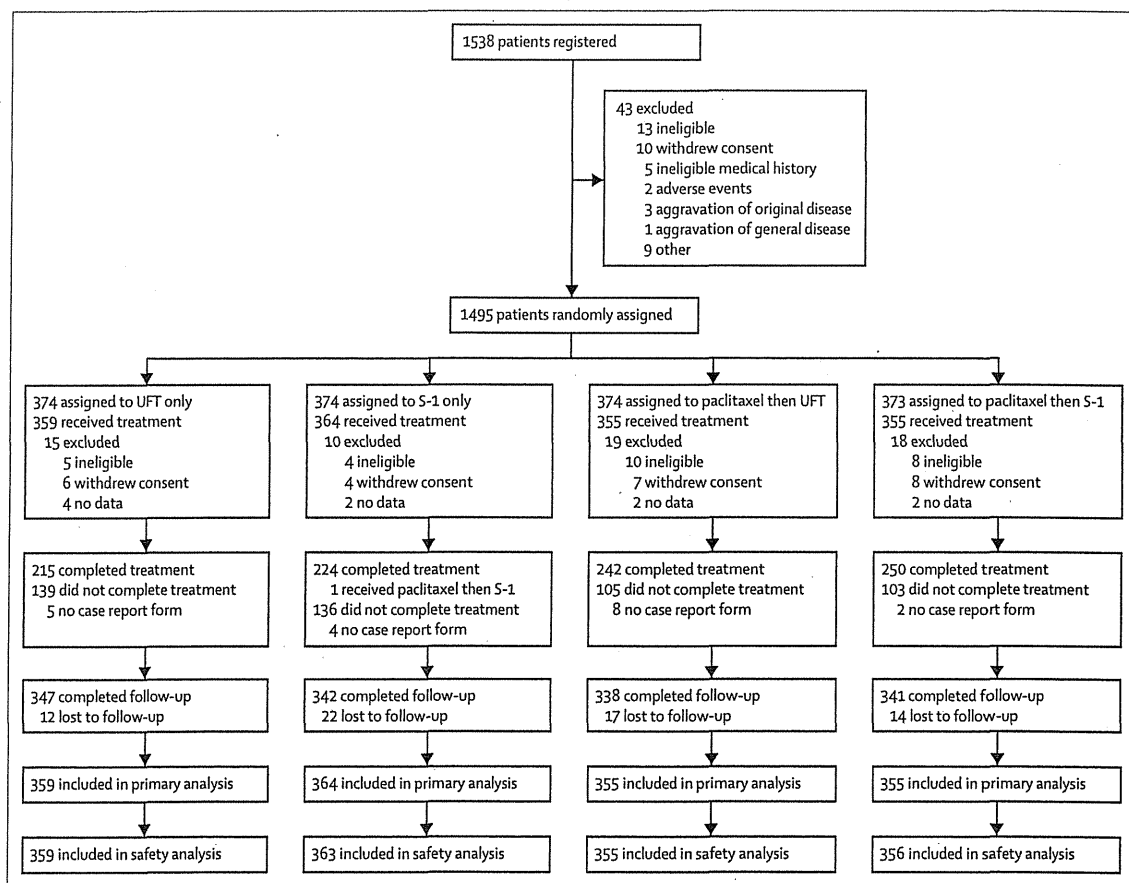 1538 patients registered
43 excluded
13 ineligible
10 withdrew consent
5 ineligible medical history
2 adverse events
3 aggravation of original disease
1 aggravation of general disease
9 other
1495 patients randomly assigned
374 assigned to UFT only
359 received treatment
15 excluded
5 ineligible
6 withdrew consent
4 no data
374 assigned to S-1 only
364 received treatment
10 excluded
4 ineligible
4 withdrew consent
2 no data
374 assigned to paclitaxel then UFT
355 received treatment
19 excluded
10 ineligible
7 withdrew consent
2 no data
373 assigned to paclitaxel then S-1
355 received treatment
18 excluded
8 ineligible
8 withdrew consent
2 no data
215 completed treatment
139 did not complete treatment
5 no case report form
224 completed treatment
1 received paclitaxel then S-1
136 did not complete treatment
4 no case report form
242 completed treatment
105 did not complete treatment
8 no case report form
250 completed treatment
103 did not complete treatment
2 no case report form
347 completed follow-up
12 lost to follow-up
342 completed follow-up
22 lost to follow-up
338 completed follow-up
17 lost to follow-up
341 completed follow-up
14 lost to follow-up
359 included in primary analysis
364 included in primary analysis
355 included in primary analysis
355 included in primary analysis
359 included in safety analysis
363 included in safety analysis
355 included in safety analysis
356 included in safety analysis